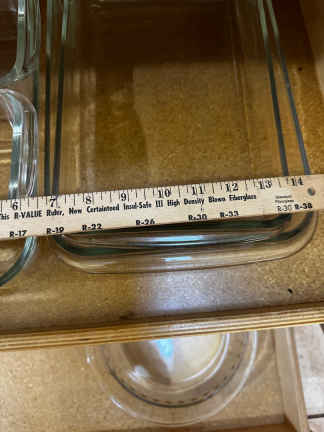 6 7 8 9 10 11 12 13 14
This R-VALUE Ruler, New Certainteed Insul-Safe III High Density Blown Fiberglass
R-17 R-19 R-22 R-26 R-30 R-33 R-30 R-38